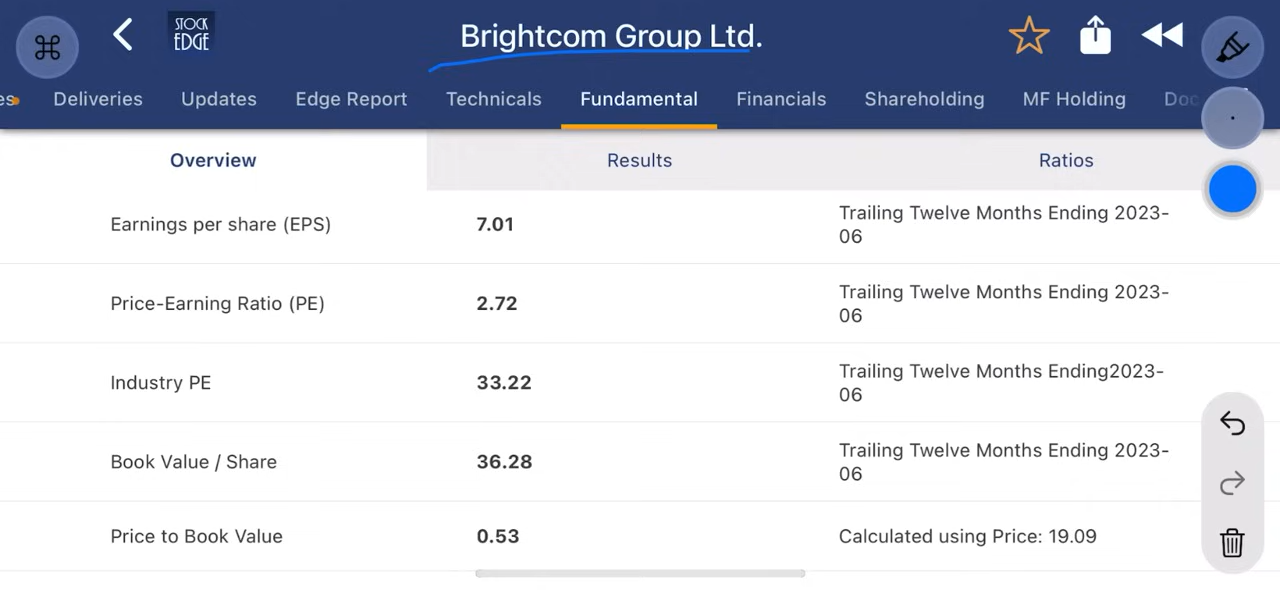 STOCK
EDGE
Brightcom Group Ltd.
Deliveries Updates Edge Report Technicals Fundamental Financials Shareholding MF Holding
Overview Results Ratios
Earnings per share (EPS) 7.01 Trailing Twelve Months Ending 2023-
06
Price-Earning Ratio (PE) 2.72 Trailing Twelve Months Ending 2023-
06
Industry PE 33.22 Trailing Twelve Months Ending2023-
06
Book Value / Share 36.28 Trailing Twelve Months Ending 2023-
06
Price to Book Value 0.53 Calculated using Price: 19.09